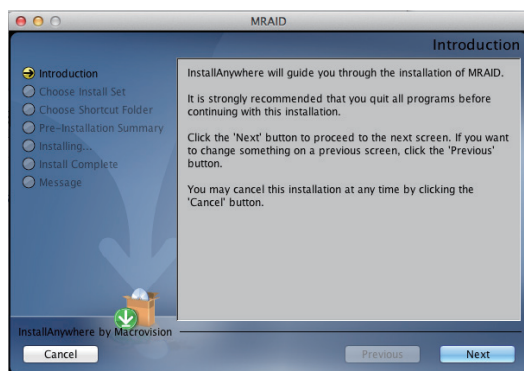 MRAID
Introduction
Introduction
Choose Install Set
Choose Shortcut Folder
Pre-Installation Summary
Installing...
Install Complete
Message
InstallAnywhere will guide you through the installation of MRAID.
It is strongly recommended that you quit all programs before
continuing with this installation.
Click the 'Next' button to proceed to the next screen. If you want
to change something on a previous screen, click the 'Previous'
button.
You may cancel this installation at any time by clicking the
'Cancel' button.
InstallAnywhere by Macrovision
Cancel
Previous
Next